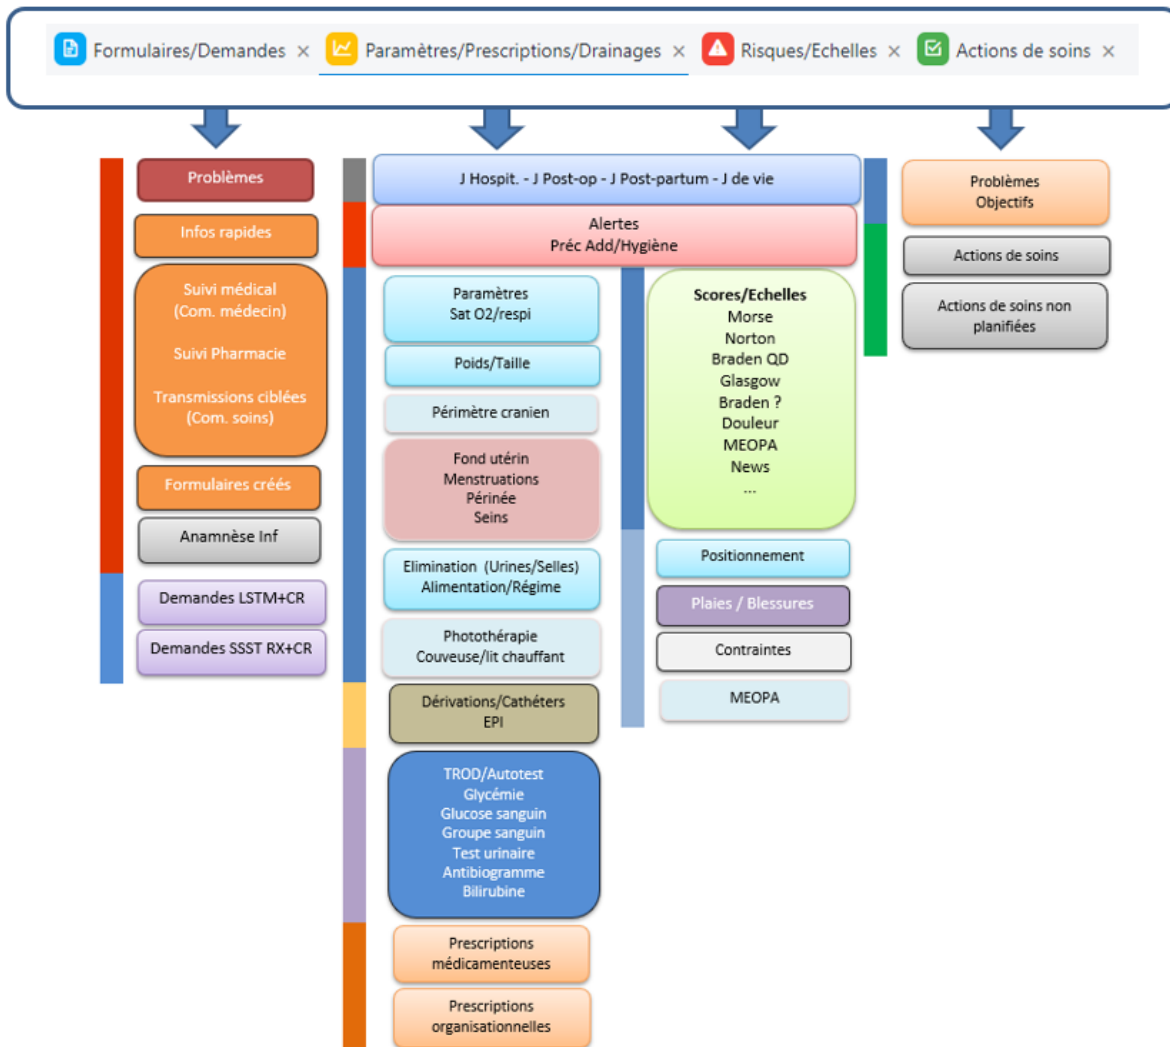 Formulaires/Demandes ×
Paramètres/Prescriptions/Drainages ×
Risques/Echelles ×
Actions de soins ×
Problèmes
Infos rapides
Suivi médical
(Com. médecin)
Suivi Pharmacie
Transmissions ciblées
(Com. soins)
Formulaires créés
Anamnèse Inf
Demandes LSTM+CR
Demandes SSST RX+CR
J Hospit. - J Post-op - J Post-partum - J de vie
Alertes
Préc Add/Hygiène
Paramètres
Sat O2/respi
Poids/Taille
Périmètre cranien
Fond utérin
Menstruations
Périnée
Seins
Elimination (Urines/Selles)
Alimentation/Régime
Photothérapie
Couveuse/lit chauffant
Dérivations/Cathéters
EPI
TROD/Autotest
Glycémie
Glucose sanguin
Groupe sanguin
Test urinaire
Antibiogramme
Bilirubine
Prescriptions
médicamenteuses
Prescriptions
organisationnelles
Scores/Echelles
Morse
Norton
Braden QD
Glasgow
Braden ?
Douleur
MEOPA
News
...
Positionnement
Plaies / Blessures
Contraintes
MEOPA
Problèmes
Objectifs
Actions de soins
Actions de soins non
planifiées